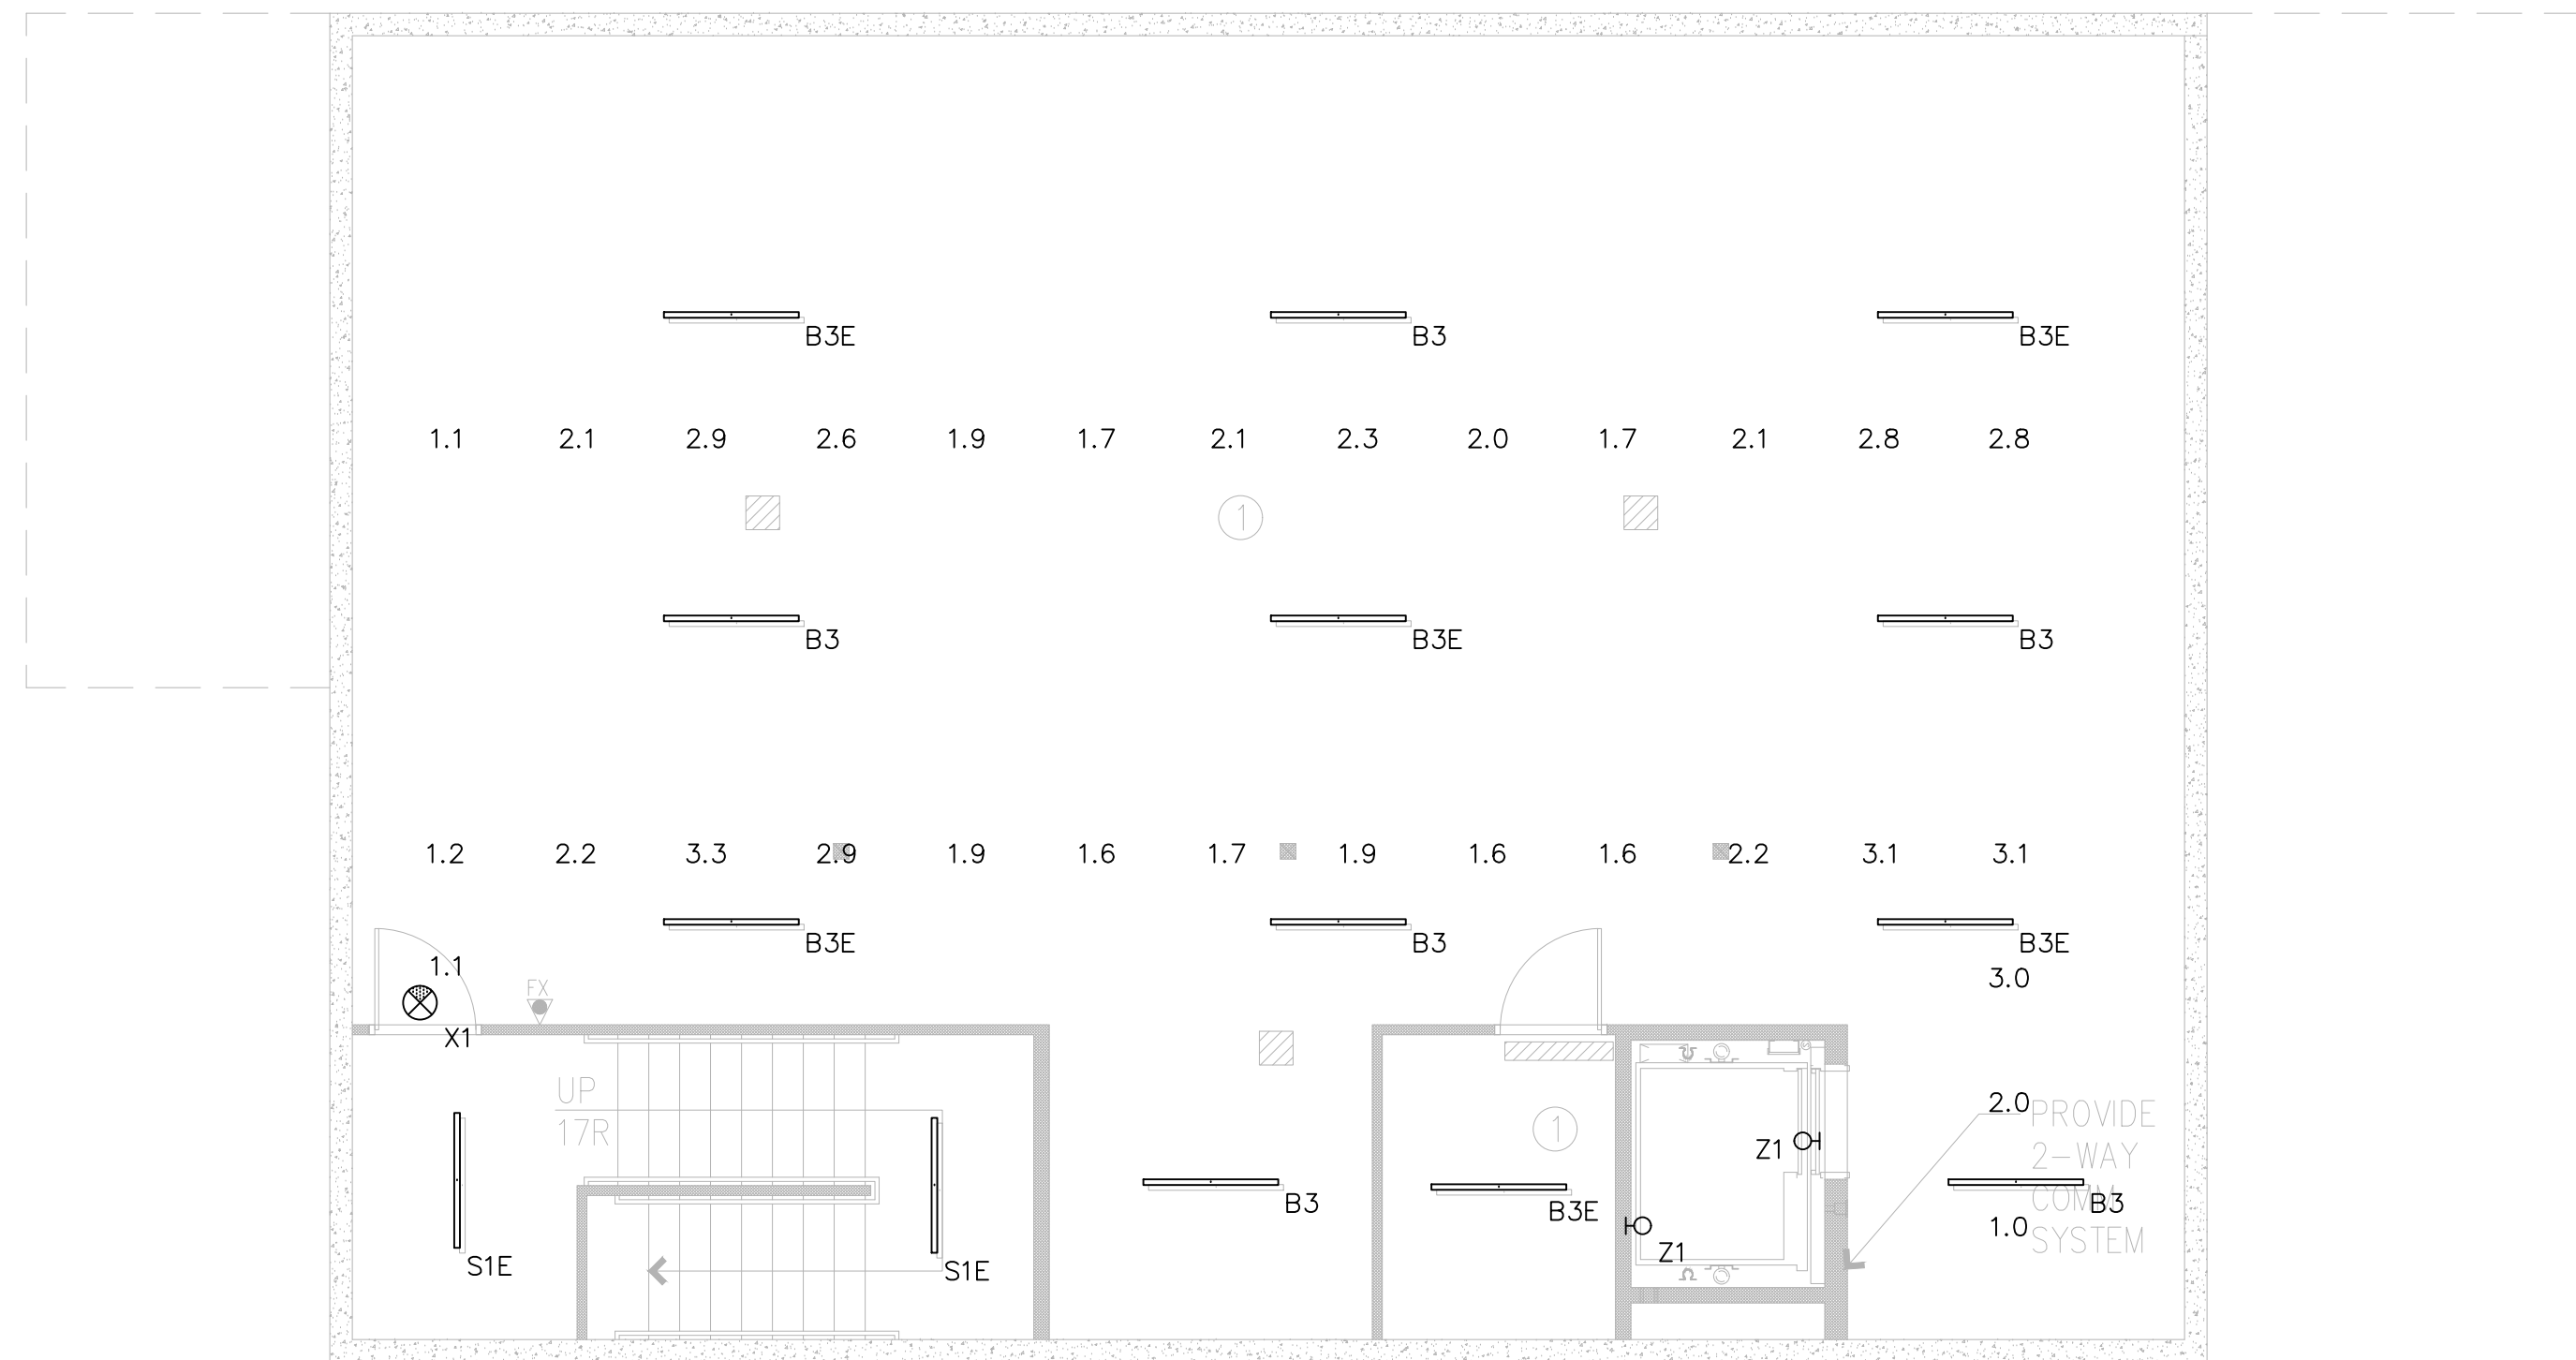 B3E B3 B3E
1.1 2.1 2.9 2.6 1.9 1.7 2.1 2.3 2.0 1.7 2.1 2.8 2.8
1
B3 B3E B3
1.2 2.2 3.3 2.9 1.9 1.6 1.7 1.9 1.6 1.6 2.2 3.1 3.1
B3E B3 B3E
1.1 3.0
FX
X1
UP
17R
1
2.0
PROVIDE
2-WAY
COMM
SYSTEM
Z1
B3 B3E B3
1.0
Z1
S1E S1E